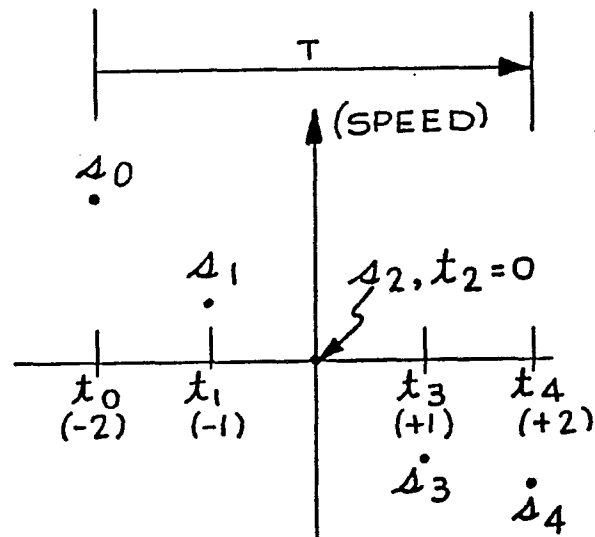 T
(SPEED)
s0
s1
s2, t2=0
t0 t1 t3 t4
(-2) (-1) (+1) (+2)
s3
s4